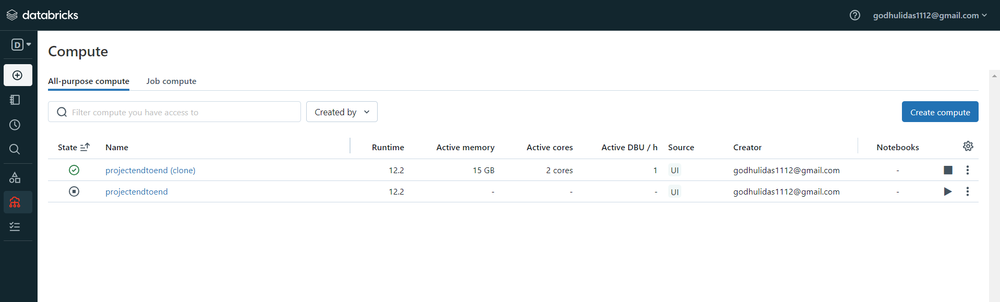 databricks
godhulidas1112@gmail.com
D
Compute
All-purpose compute Job compute
Filter compute you have access to Created by Create compute
State Name Runtime Active memory Active cores Active DBU / h Source Creator Notebooks
projectendtoend (clone) 12.2 15 GB 2 cores 1 UI godhulidas1112@gmail.com -
projectendtoend 12.2 - - - UI godhulidas1112@gmail.com -